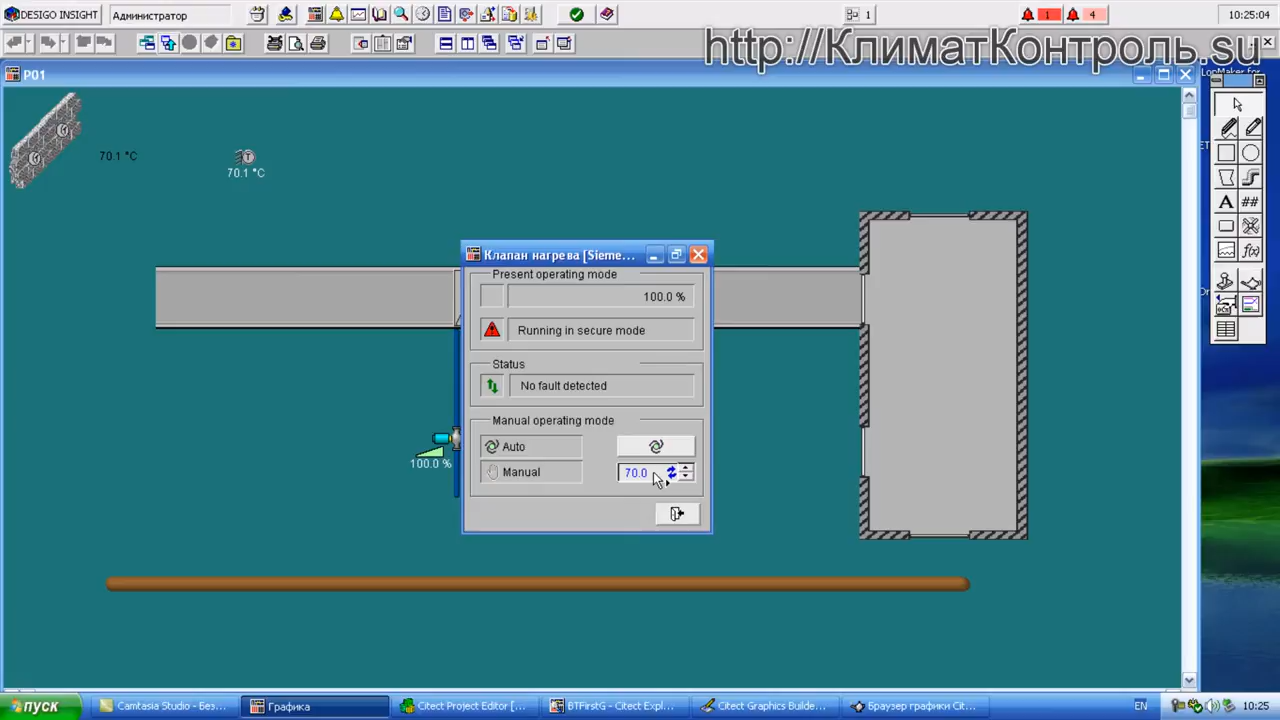 DESIGO INSIGHT
Администратор
1
1
4
10:25:04
http://КлиматКонтроль.su
P01
70.1 °C
70.1 °C
##
f(x)
Клапан нагрева [Sieme...
Present operating mode
100.0 %
Running in secure mode
Status
No fault detected
Manual operating mode
Auto
Manual
70.0
100.0 %
пуск
Camtasia Studio - Без...
Графика
Citect Project Editor [...
BTFirstG - Citect Expl...
Citect Graphics Builde...
Браузер графики Cit...
EN
10:25